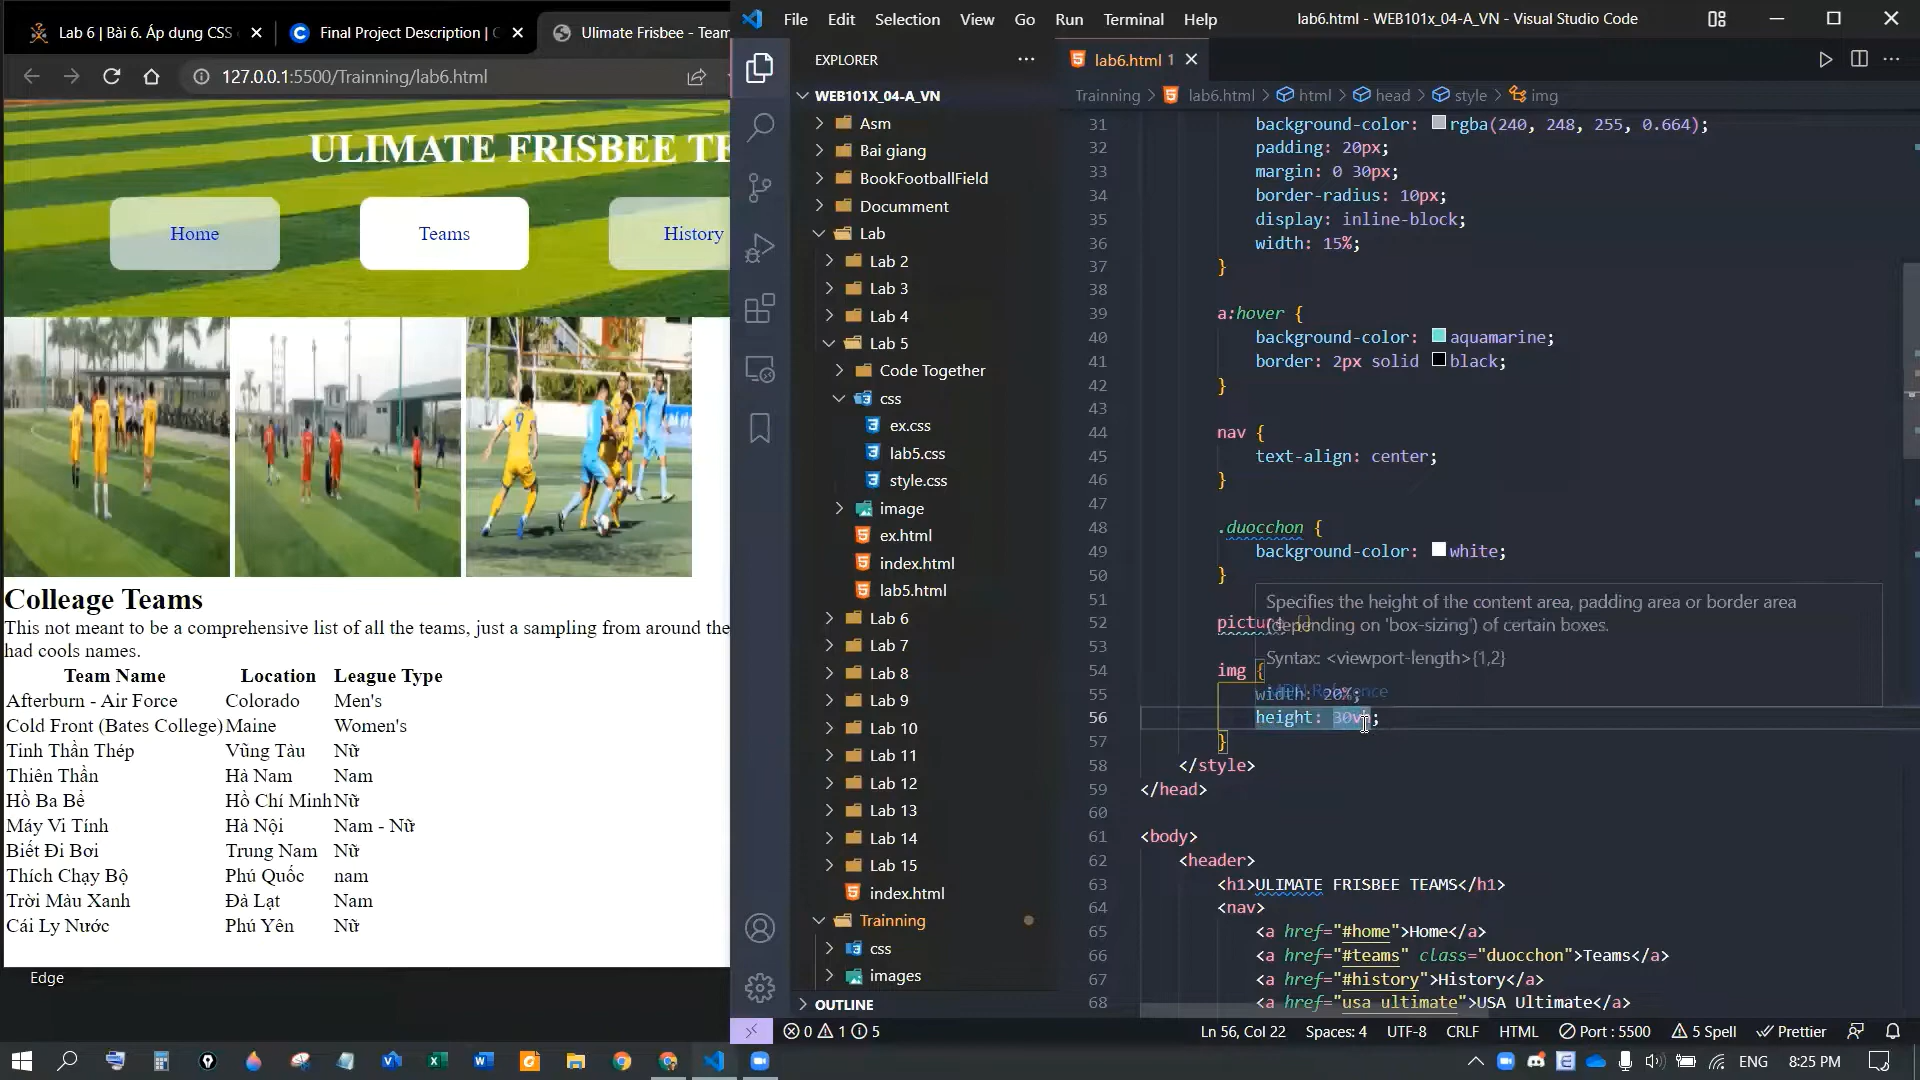 Lab 6 | Bài 6. Áp dụng CSS
Final Project Description | C
Ulimate Frisbee - Team
127.0.0.1:5500/Trainning/lab6.html
ULIMATE FRISBEE TE
Home
Teams
History
Colleage Teams
This not meant to be a comprehensive list of all the teams, just a sampling from around the
had cools names.
Team Name Location League Type
Afterburn - Air Force Colorado Men's
Cold Front (Bates College) Maine Women's
Tinh Thần Thép Vũng Tàu Nữ
Thiên Thần Hà Nam Nam
Hồ Ba Bể Hồ Chí Minh Nữ
Máy Vi Tính Hà Nội Nam - Nữ
Biết Đi Bơi Trung Nam Nữ
Thích Chạy Bộ Phú Quốc nam
Trời Màu Xanh Đà Lạt Nam
Cái Ly Nước Phú Yên Nữ
Edge
File Edit Selection View Go Run Terminal Help
lab6.html - WEB101x_04-A_VN - Visual Studio Code
EXPLORER
WEB101X_04-A_VN
Asm
Bai giang
BookFootballField
Documment
Lab
Lab 2
Lab 3
Lab 4
Lab 5
Code Together
css
ex.css
lab5.css
style.css
image
ex.html
index.html
lab5.html
Lab 6
Lab 7
Lab 8
Lab 9
Lab 10
Lab 11
Lab 12
Lab 13
Lab 14
Lab 15
index.html
Trainning
css
images
OUTLINE
lab6.html 1
Trainning > lab6.html > html > head > style > img
31 background-color: rgba(240, 248, 255, 0.664);
32 padding: 20px;
33 margin: 0 30px;
34 border-radius: 10px;
35 display: inline-block;
36 width: 15%;
37 }
38
39 a:hover {
40 background-color: aquamarine;
41 border: 2px solid black;
42 }
43
44 nav {
45 text-align: center;
46 }
47
48 .duocchon {
49 background-color: white;
50 }
51
Specifies the height of the content area, padding area or border area
52 picture {}
(depending on 'box-sizing') of certain boxes.
53
Syntax: <viewport-length>{1,2}
54 img {
MDN Reference
55 width: 20%;
56 height: 30v ;
57 }
58 </style>
59 </head>
60
61 <body>
62 <header>
63 <h1>ULIMATE FRISBEE TEAMS</h1>
64 <nav>
65 <a href="#home">Home</a>
66 <a href="#teams" class="duocchon">Teams</a>
67 <a href="#history">History</a>
68 <a href="usa ultimate">USA Ultimate</a>
0 1 5
Ln 56, Col 22 Spaces: 4 UTF-8 CRLF HTML Port : 5500 5 Spell Prettier
ENG 8:25 PM